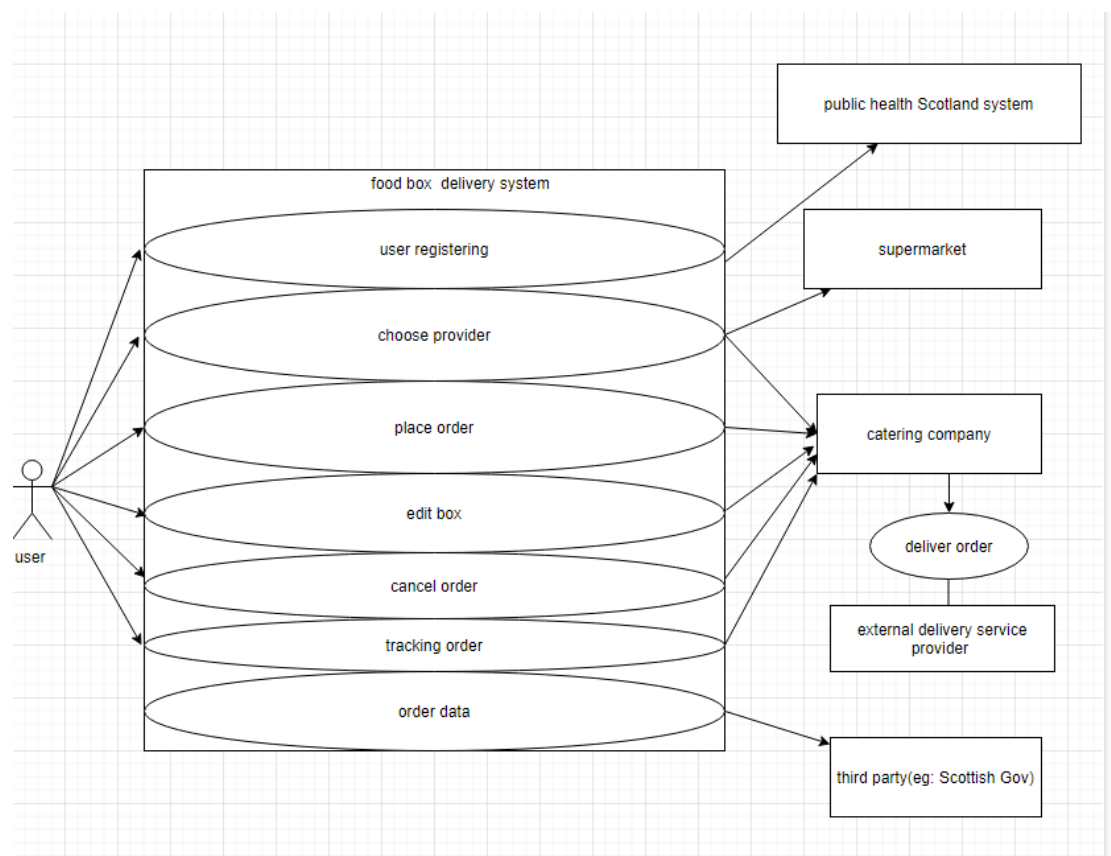 public health Scotland system
food box delivery system
user registering
supermarket
choose provider
place order
catering company
edit box
deliver order
user
cancel order
external delivery service
provider
tracking order
order data
third party(eg: Scottish Gov)